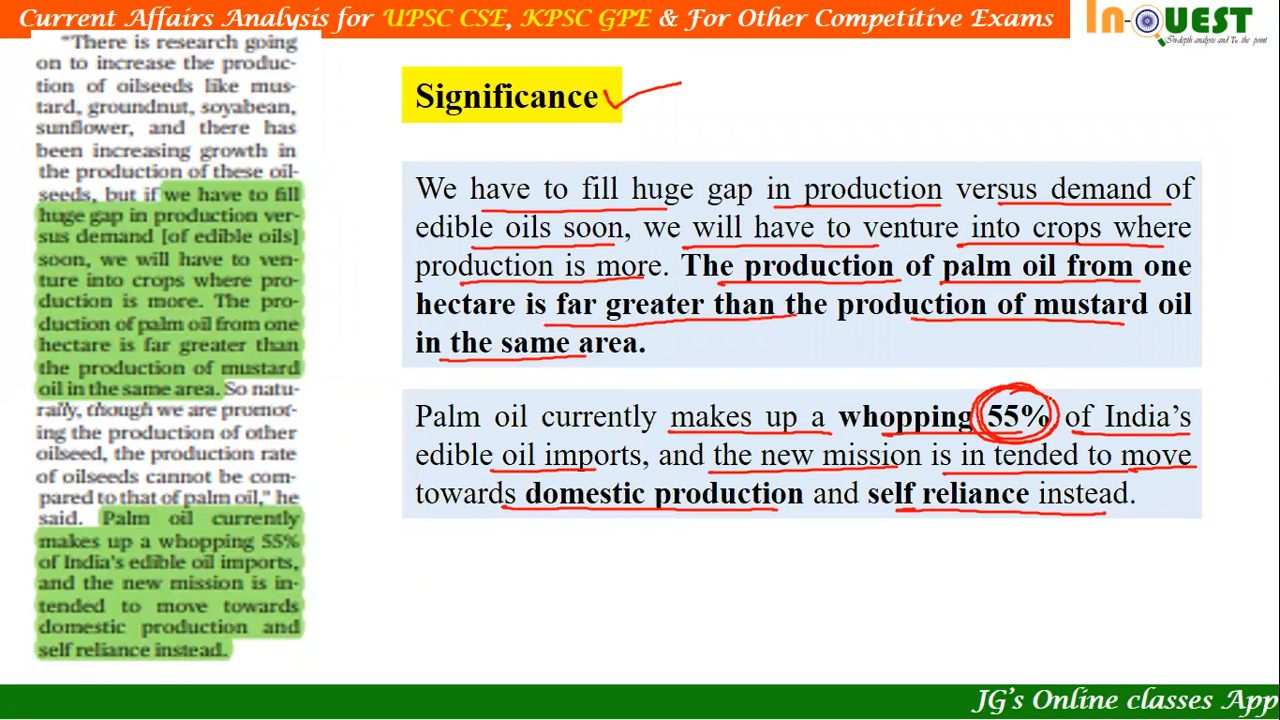 Current Affairs Analysis for UPSC CSE, KPSC GPE & For Other Competitive Exams
In-QUEST
In-depth analysis and To the point
"There is research going
on to increase the produc-
tion of oilseeds like mus-
tard, groundnut, soyabean,
sunflower, and there has
been increasing growth in
the production of these oil-
seeds, but if we have to fill
huge gap in production ver-
sus demand [of edible oils]
soon, we will have to ven-
ture into crops where pro-
duction is more. The pro-
duction of palm oil from one
hectare is far greater than
the production of mustard
oil in the same area. So natu-
rally, though we are promot-
ing the production of other
oilseed, the production rate
of oilseeds cannot be com-
pared to that of palm oil," he
said. Palm oil currently
makes up a whopping 55%
of India's edible oil imports,
and the new mission is in-
tended to move towards
domestic production and
self reliance instead.
Significance
We have to fill huge gap in production versus demand of
edible oils soon, we will have to venture into crops where
production is more. The production of palm oil from one
hectare is far greater than the production of mustard oil
in the same area.
Palm oil currently makes up a whopping 55% of India's
edible oil imports, and the new mission is in tended to move
towards domestic production and self reliance instead.
JG's Online classes App